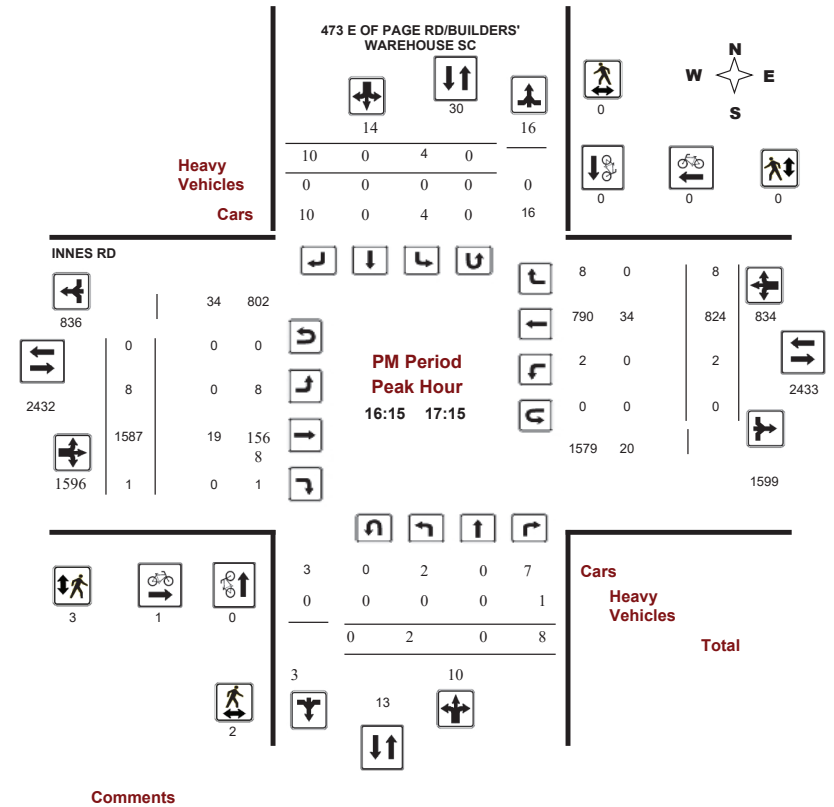 473 E OF PAGE RD/BUILDERS'
WAREHOUSE SC
N
W E
S
30
0
14 16
Heavy
Vehicles
Cars
10 0 4 0
0 0 0 0 0
10 0 4 0 16
0 0 0
INNES RD
34 802
836
0 0 0
8 0 8
2432
1587 19 156
8
1596 1 0 1
PM Period
Peak Hour
16:15 17:15
8 0 8
790 34 824 834
2 0 2
2433
0 0 0
1579 20
1599
3 0 2 0 7
0 0 0 0 1
0 2 0 8
Cars
Heavy
Vehicles
Total
3 1 0
3 10
13
2
Comments